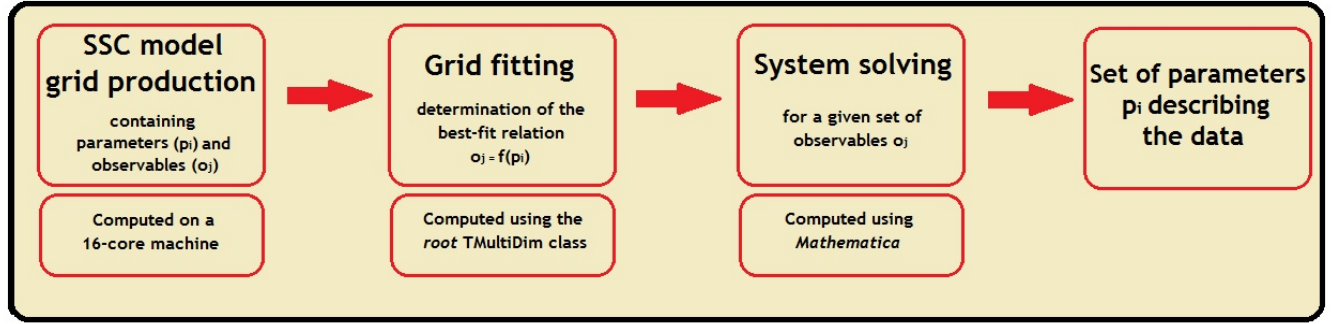 SSC model
grid production
containing
parameters (pi) and
observables (oj)
Computed on a
16-core machine
Grid fitting
determination of the
best-fit relation
oj = f(pi)
Computed using the
root TMultiDim class
System solving
for a given set of
observables oj
Computed using
Mathematica
Set of parameters
pi describing
the data